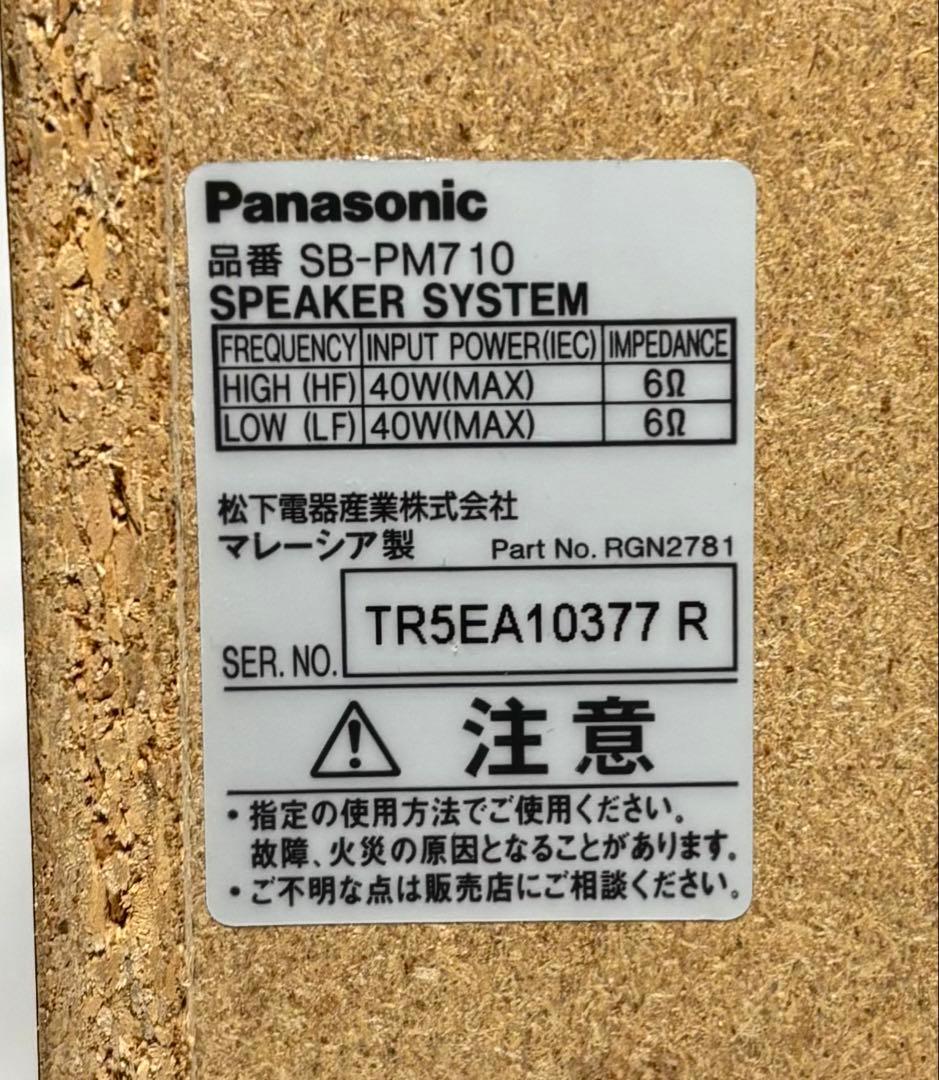 Panasonic
品番 SB-PM710
SPEAKER SYSTEM
FREQUENCY INPUT POWER(IEC) IMPEDANCE
HIGH (HF) 40W(MAX) 6Ω
LOW (LF) 40W(MAX) 6Ω
松下電器産業株式会社
マレーシア製 Part No. RGN2781
SER. NO. TR5EA10377 R
注意
・指定の使用方法でご使用ください。
故障、火災の原因となることがあります。
・ご不明な点は販売店にご相談ください。